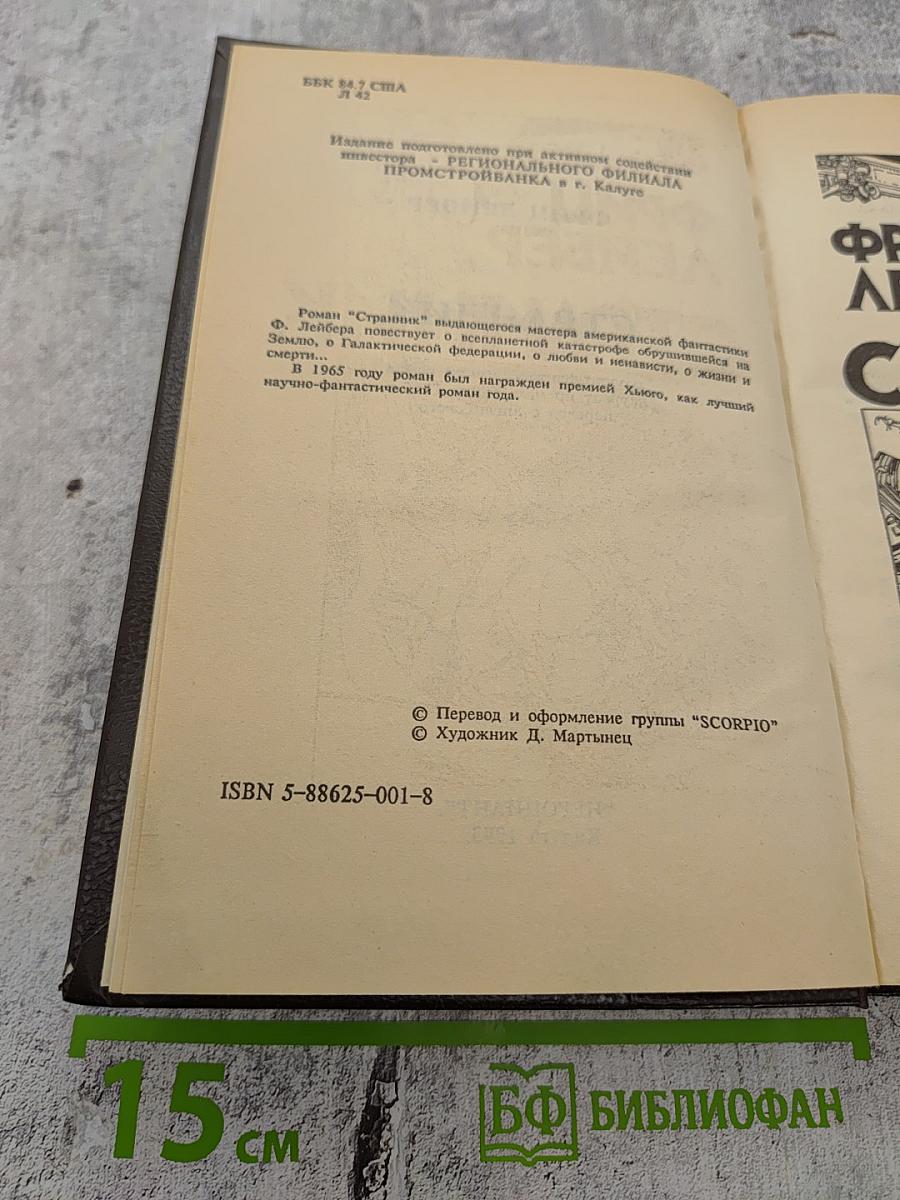 ББК 84.7 США
Л 42
Издание подготовлено при активном содействии
инвестора - РЕГИОНАЛЬНОГО ФИЛИАЛА
ПРОМСТРОЙБАНКА в г. Калуге
Роман "Странник" выдающегося мастера американской фантастики
Ф. Лейбера повествует о всепланетной катастрофе обрушившейся на
Землю, о Галактической федерации, о любви и ненависти, о жизни и
смерти...
В 1965 году роман был награжден премией Хьюго, как лучший
научно-фантастический роман года.
© Перевод и оформление группы "SCORPIO"
© Художник Д. Мартынец
ISBN 5-88625-001-8
ФР
ЛЕ
С
15 см
БФ БИБЛИОФАН